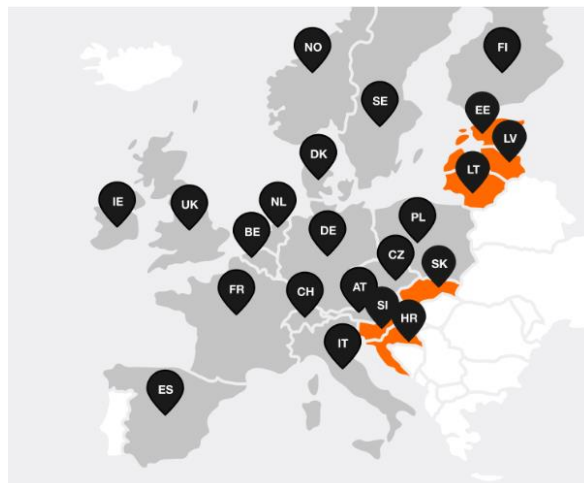 NO
FI
SE
EE
LV
DK
LT
IE
UK
NL
PL
BE
DE
CZ
SK
FR
CH
AT
SI
HR
IT
ES